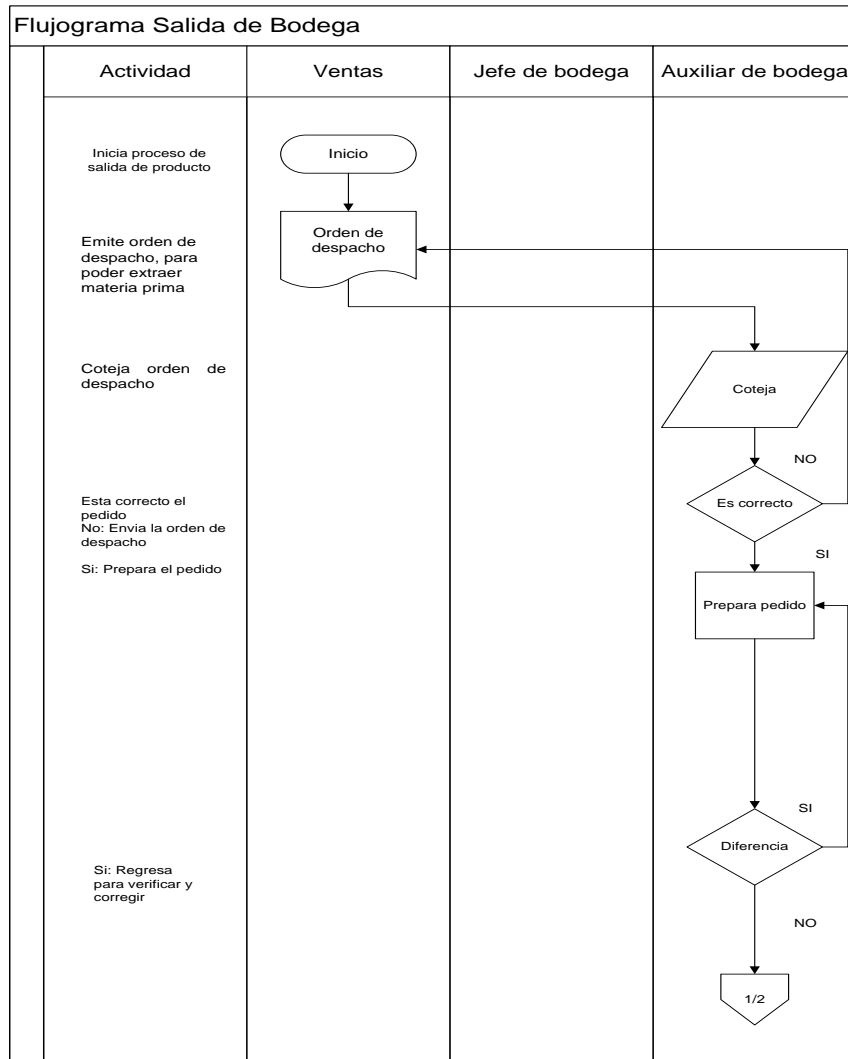 Flujograma Salida de Bodega
Actividad
Ventas
Jefe de bodega
Auxiliar de bodega
Inicia proceso de
salida de producto
Inicio
Emite orden de
despacho, para
poder extraer
materia prima
Orden de
despacho
Coteja orden de
despacho
Coteja
NO
Esta correcto el
pedido
No: Envia la orden de
despacho
Si: Prepara el pedido
Es correcto
SI
Prepara pedido
SI
Diferencia
Si: Regresa
para verificar y
corregir
NO
1/2